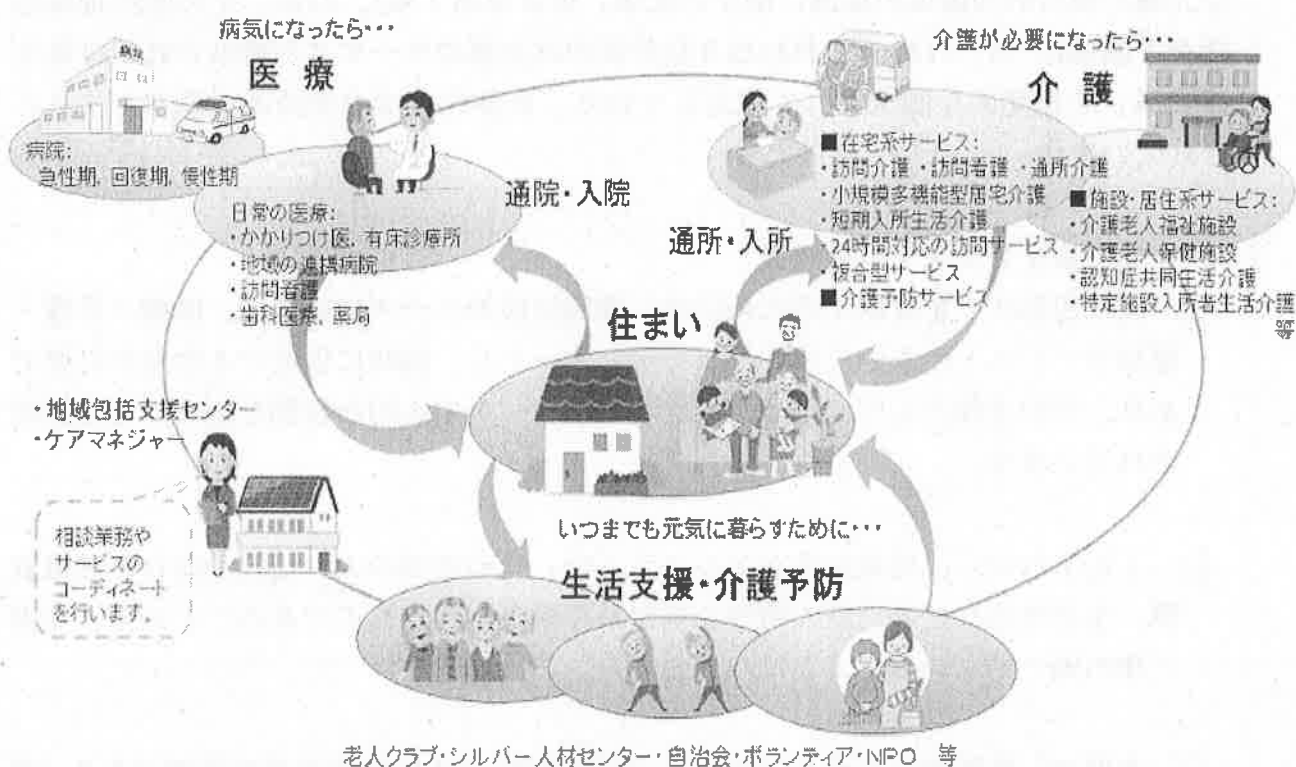 病気になったら・・・
医療
病院
病院:
急性期, 回復期, 慢性期
日常の医療:
・かかりつけ医, 有床診療所
・地域の連携病院
・訪問看護
・歯科医療, 薬局
通院・入院
介護が必要になったら・・・
介護
■在宅系サービス:
・訪問介護 ・訪問看護 ・通所介護
・小規模多機能型居宅介護
・短期入所生活介護
・24時間対応の訪問サービス
・複合型サービス
■介護予防サービス
■施設・居住系サービス:
・介護老人福祉施設
・介護老人保健施設
・認知症共同生活介護
・特定施設入所者生活介護
等
通所・入所
住まい
・地域包括支援センター
・ケアマネジャー
相談業務や
サービスの
コーディネート
を行います。
いつまでも元気に暮らすために・・・
生活支援・介護予防
老人クラブ・シルバー人材センター・自治会・ボランティア・NPO 等